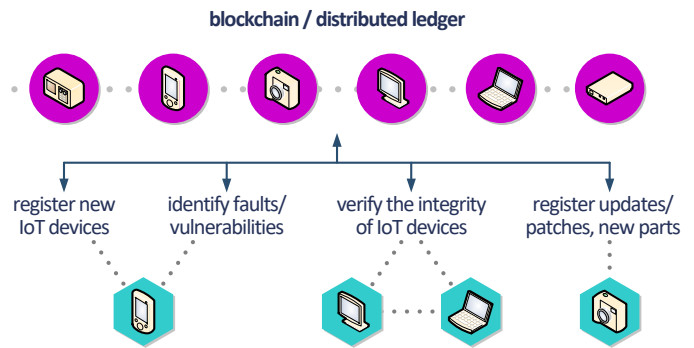 blockchain / distributed ledger
register new
IoT devices
identify faults/
vulnerabilities
verify the integrity
of IoT devices
register updates/
patches, new parts